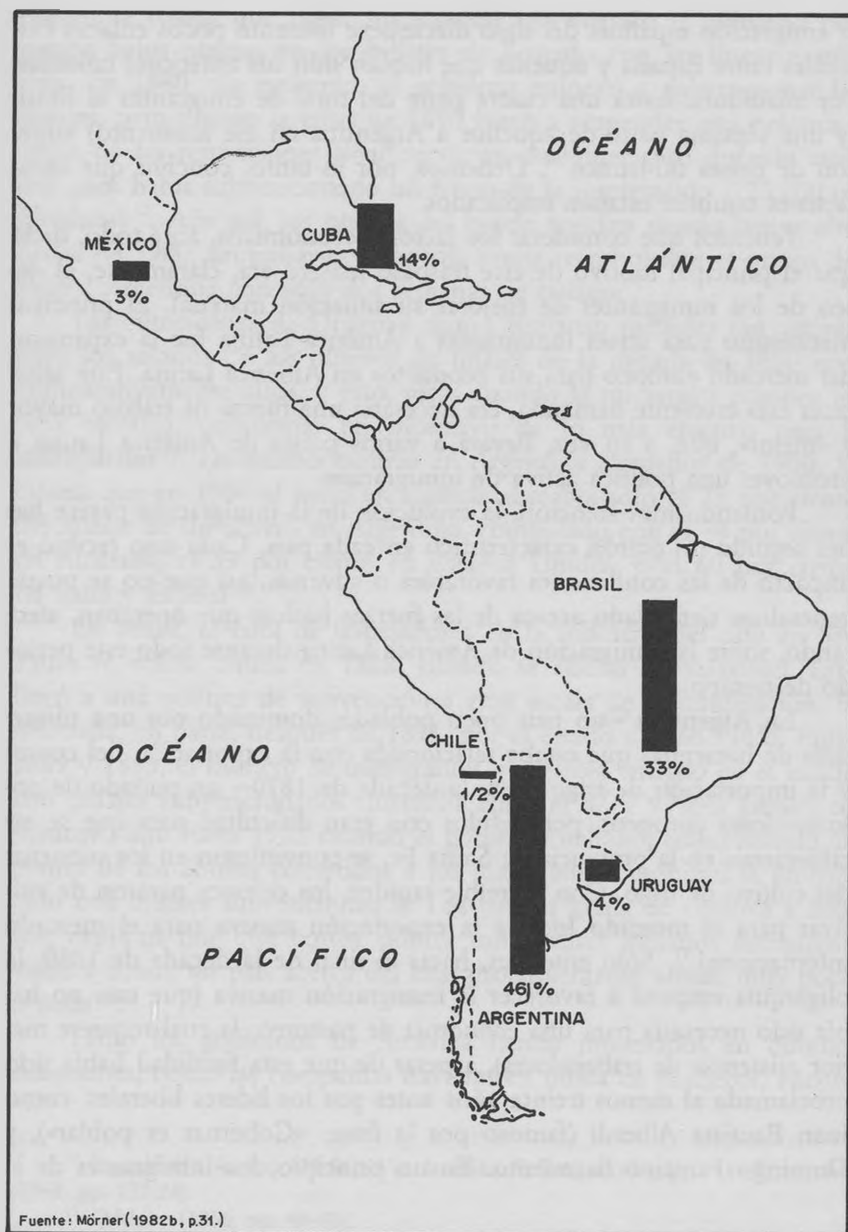 OCÉANO
ATLÁNTICO
MÉXICO
3%
CUBA
14%
BRASIL
33%
OCÉANO
PACÍFICO
CHILE
1/2%
URUGUAY
4%
46%
ARGENTINA
Fuente: Mörner (1982b, p.31.)